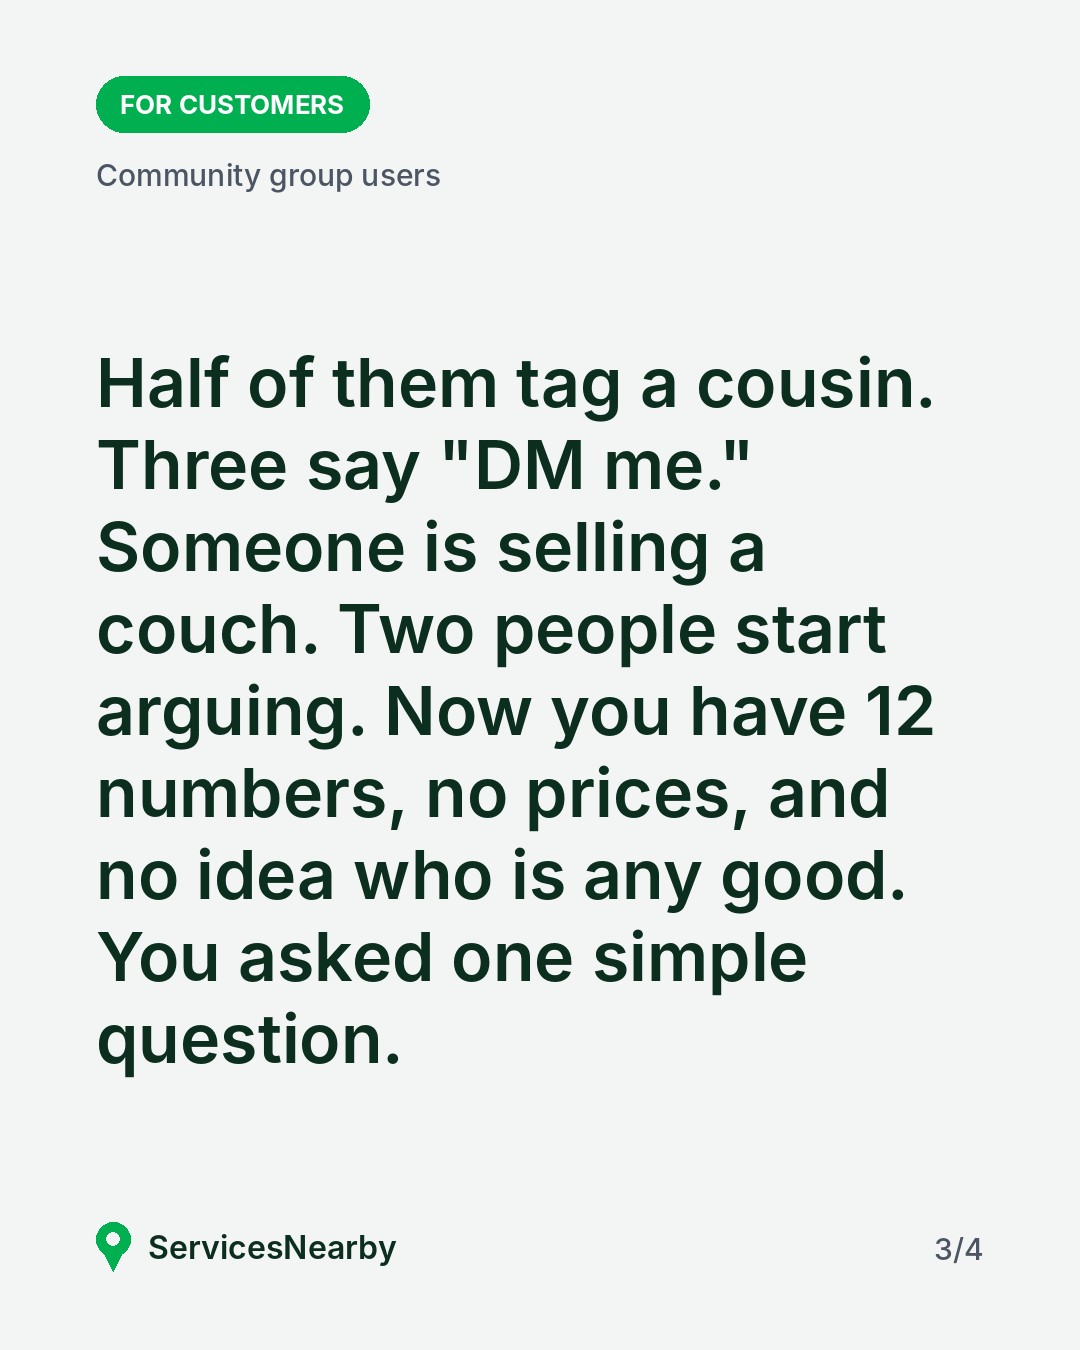 FOR CUSTOMERS
Community group users
Half of them tag a cousin.
Three say "DM me."
Someone is selling a
couch. Two people start
arguing. Now you have 12
numbers, no prices, and
no idea who is any good.
You asked one simple
question.
ServicesNearby
3/4